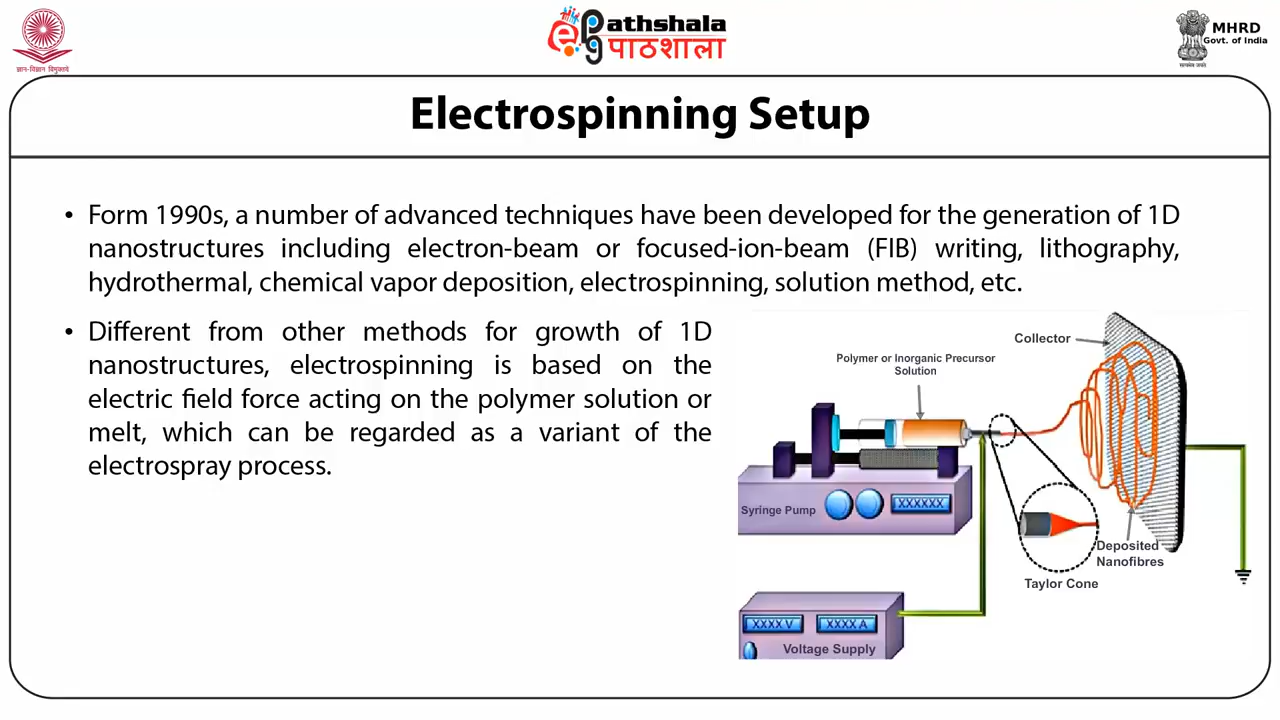 ज्ञान-विज्ञान विमुक्तये
ePathshala
पाठशाला
MHRD
Govt. of India
सत्यमेव जयते
Electrospinning Setup
• Form 1990s, a number of advanced techniques have been developed for the generation of 1D
nanostructures including electron-beam or focused-ion-beam (FIB) writing, lithography,
hydrothermal, chemical vapor deposition, electrospinning, solution method, etc.
• Different from other methods for growth of 1D
nanostructures, electrospinning is based on the
electric field force acting on the polymer solution or
melt, which can be regarded as a variant of the
electrospray process.
Collector
Polymer or Inorganic Precursor
Solution
Syringe Pump
XXXXXX
Deposited
Nanofibres
Taylor Cone
XXXX V
XXXX A
Voltage Supply